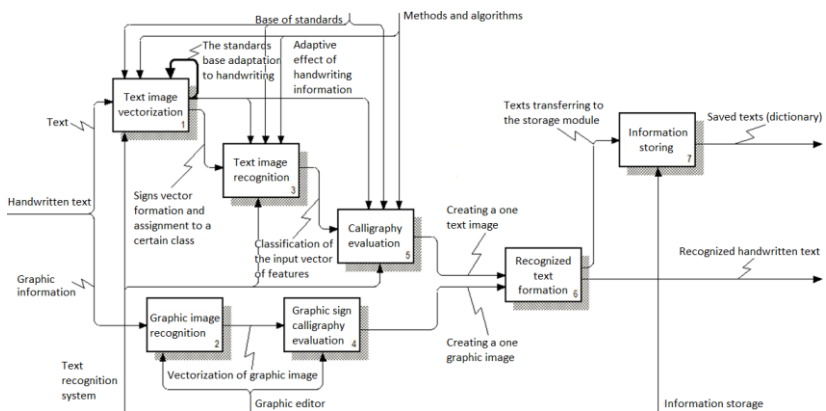 Base of standards
Methods and algorithms
The standards
base adaptation
to handwriting
Adaptive
effect of
handwriting
information
Text image
vectorization
1
Text
Texts transferring to
the storage module
Information
storing
7
Saved texts (dictionary)
Text image
recognition
3
Handwritten text
Signs vector
formation and
assignment to a
certain class
Classification of
the input vector
of features
Calligraphy
evaluation
5
Creating a one
text image
Recognized
text
formation
6
Recognized handwritten text
Graphic
information
Graphic image
recognition
2
Graphic sign
calligraphy
evaluation
4
Creating a one
graphic image
Text
recognition
system
Vectorization of graphic image
Graphic editor
Information storage